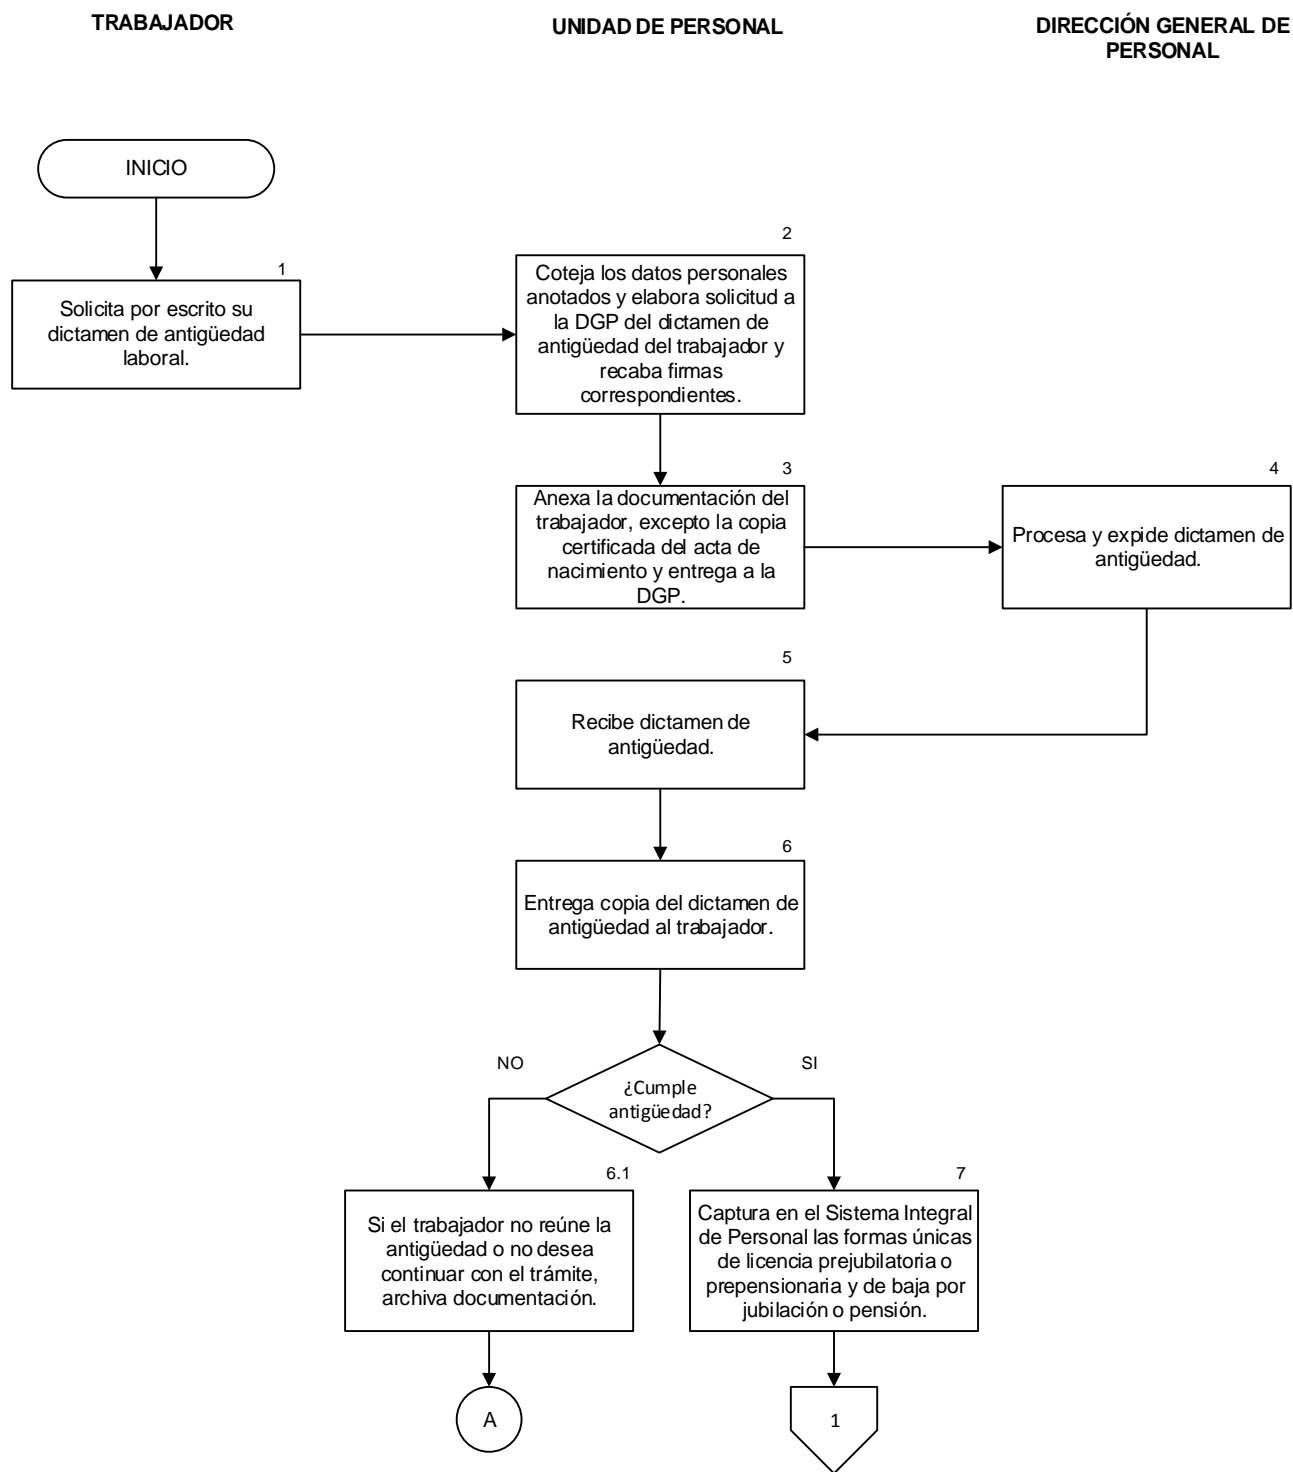 TRABAJADOR
UNIDAD DE PERSONAL
DIRECCIÓN GENERAL DE
PERSONAL
INICIO
1
Solicita por escrito su
dictamen de antigüedad
laboral.
2
Coteja los datos personales
anotados y elabora solicitud a
la DGP del dictamen de
antigüedad del trabajador y
recaba firmas
correspondientes.
3
Anexa la documentación del
trabajador, excepto la copia
certificada del acta de
nacimiento y entrega a la
DGP.
4
Procesa y expide dictamen de
antigüedad.
5
Recibe dictamen de
antigüedad.
6
Entrega copia del dictamen de
antigüedad al trabajador.
NO
SI
¿Cumple
antigüedad?
6.1
Si el trabajador no reúne la
antigüedad o no desea
continuar con el trámite,
archiva documentación.
7
Captura en el Sistema Integral
de Personal las formas únicas
de licencia prejubilatoria o
prepensionaria y de baja por
jubilación o pensión.
A
1